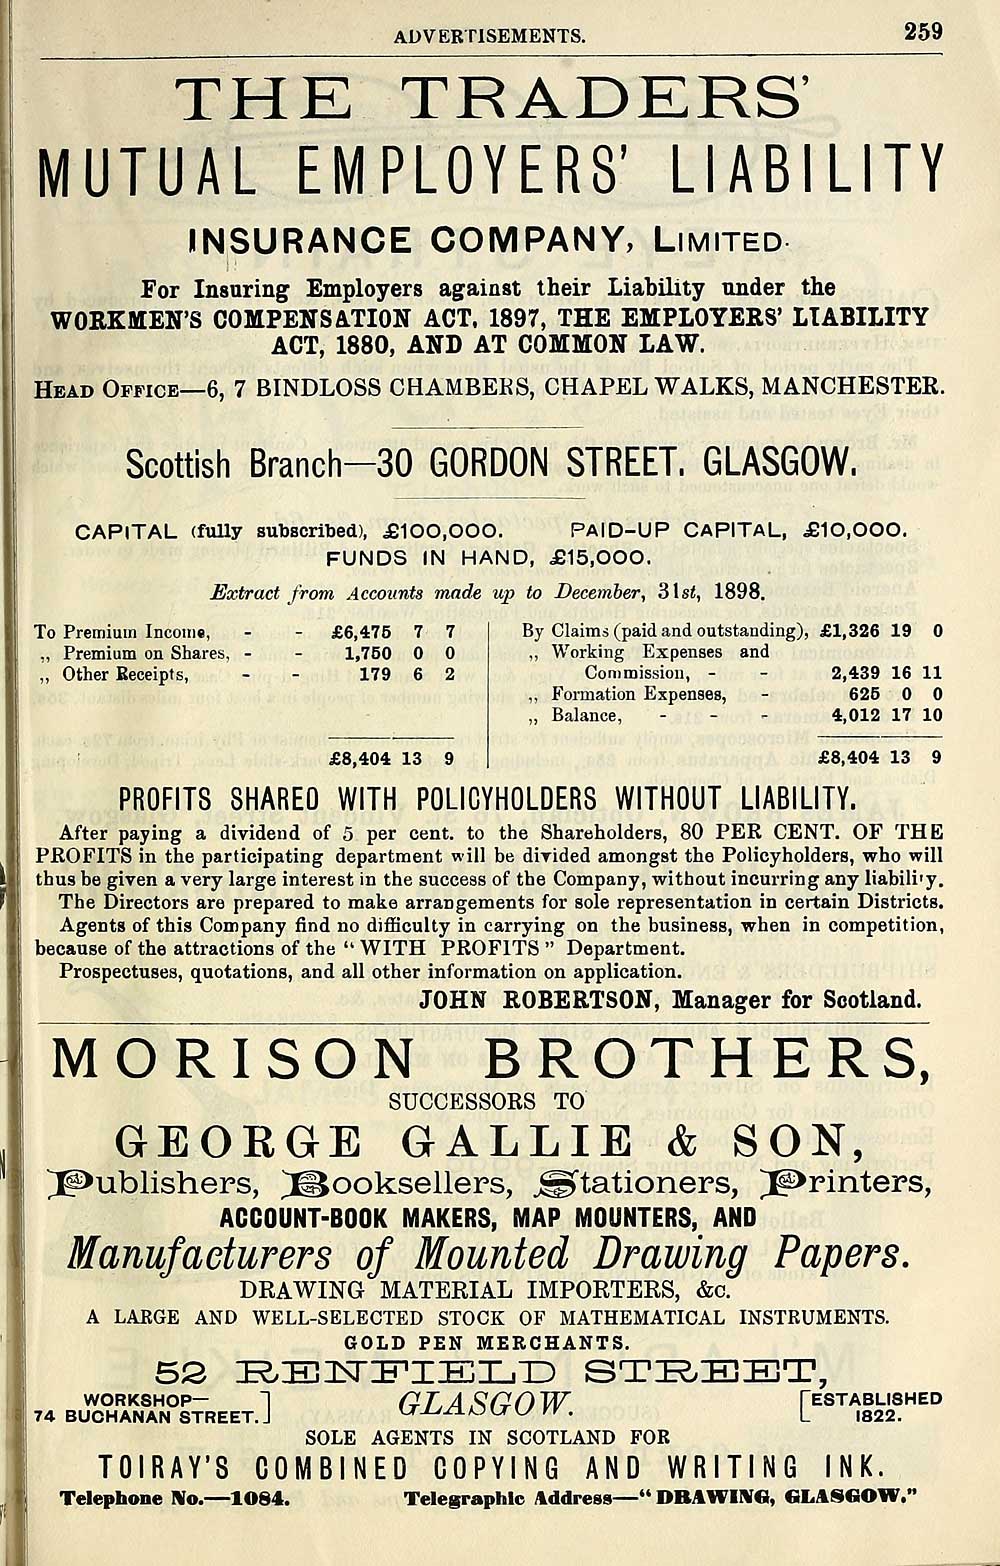 ADVERTISEMENTS. 259
THE TRADERS'
MUTUAL EMPLOYERS' LIABILITY
INSURANCE COMPANY, LIMITED.
For Insuring Employers against their Liability under the
WORKMEN'S COMPENSATION ACT, 1897, THE EMPLOYERS' LIABILITY
ACT, 1880, AND AT COMMON LAW.
HEAD OFFICE—6, 7 BINDLOSS CHAMBERS, CHAPEL WALKS, MANCHESTER.
Scottish Branch—30 GORDON STREET, GLASGOW.
CAPITAL (fully subscribed), £100,000. PAID-UP CAPITAL, £10,000.
FUNDS IN HAND, £15,000.
Extract from Accounts made up to December, 31st, 1898.
To Premium Income, - - £6,475 7 7
„ Premium on Shares, - - 1,750 0 0
„ Other Receipts, - - 179 6 2
£8,404 13 9
By Claims (paid and outstanding), £1,326 19 0
„ Working Expenses and
Commission, - - 2,439 16 11
„ Formation Expenses, - 625 0 0
„ Balance, - - - 4,012 17 10
£8,404 13 9
PROFITS SHARED WITH POLICYHOLDERS WITHOUT LIABILITY.
After paying a dividend of 5 per cent. to the Shareholders, 80 PER CENT. OF THE
PROFITS in the participating department will be divided amongst the Policyholders, who will
thus be given a very large interest in the success of the Company, without incurring any liability.
The Directors are prepared to make arrangements for sole representation in certain Districts.
Agents of this Company find no difficulty in carrying on the business, when in competition,
because of the attractions of the "WITH PROFITS" Department.
Prospectuses, quotations, and all other information on application.
JOHN ROBERTSON, Manager for Scotland.
MORISON BROTHERS,
SUCCESSORS TO
GEORGE GALLIE & SON,
Publishers, Booksellers, Stationers, Printers,
ACCOUNT-BOOK MAKERS, MAP MOUNTERS, AND
Manufacturers of Mounted Drawing Papers.
DRAWING MATERIAL IMPORTERS, &c.
A LARGE AND WELL-SELECTED STOCK OF MATHEMATICAL INSTRUMENTS.
GOLD PEN MERCHANTS.
52 RENFIELD STREET,
WORKSHOP—
74 BUCHANAN STREET.]
GLASGOW.
[ESTABLISHED
1822.
SOLE AGENTS IN SCOTLAND FOR
TOIRAY'S COMBINED COPYING AND WRITING INK.
Telephone No.—1084. Telegraphic Address—"DRAWING, GLASGOW."